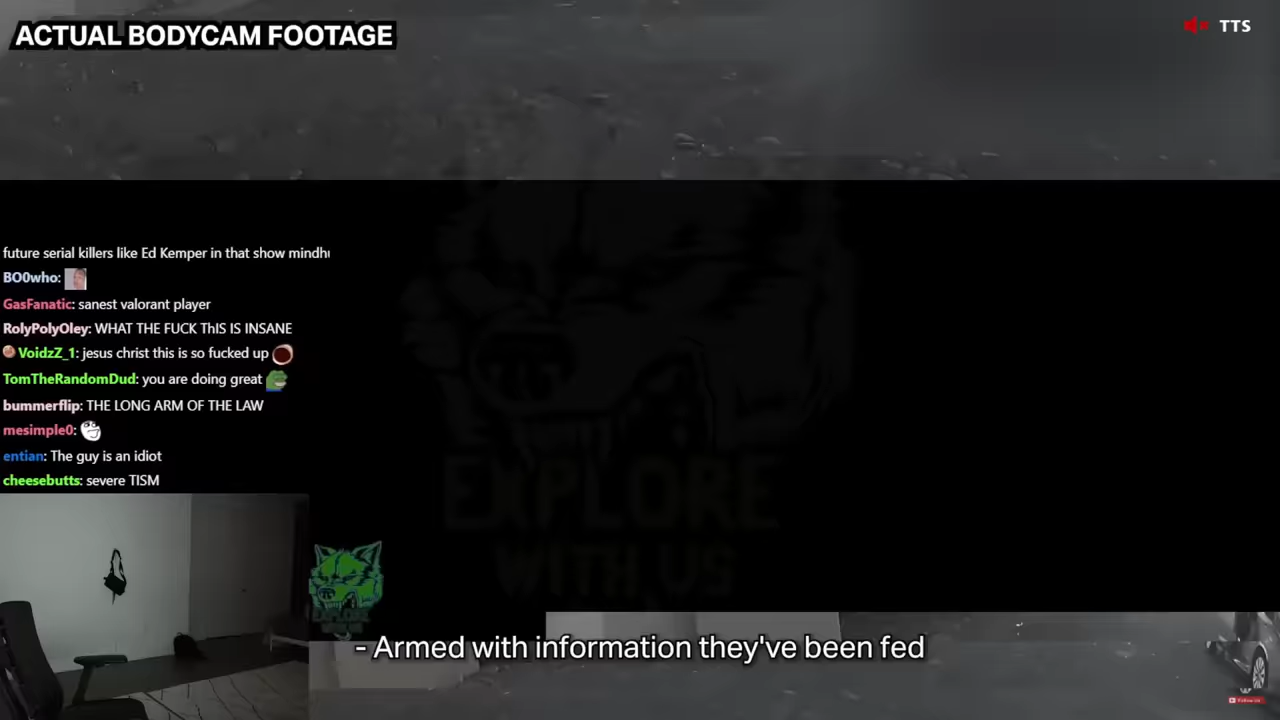 ACTUAL BODYCAM FOOTAGE
TTS
future serial killers like Ed Kemper in that show mindhu
BO0who:
GasFanatic: sanest valorant player
RolyPolyOley: WHAT THE FUCK ThIS IS INSANE
VoidzZ_1: jesus christ this is so fucked up
TomTheRandomDud: you are doing great
bummerflip: THE LONG ARM OF THE LAW
mesimple0:
entian: The guy is an idiot
cheesebutts: severe TISM
EXPLORE
WITH US
EXPLORE
- Armed with information they've been fed